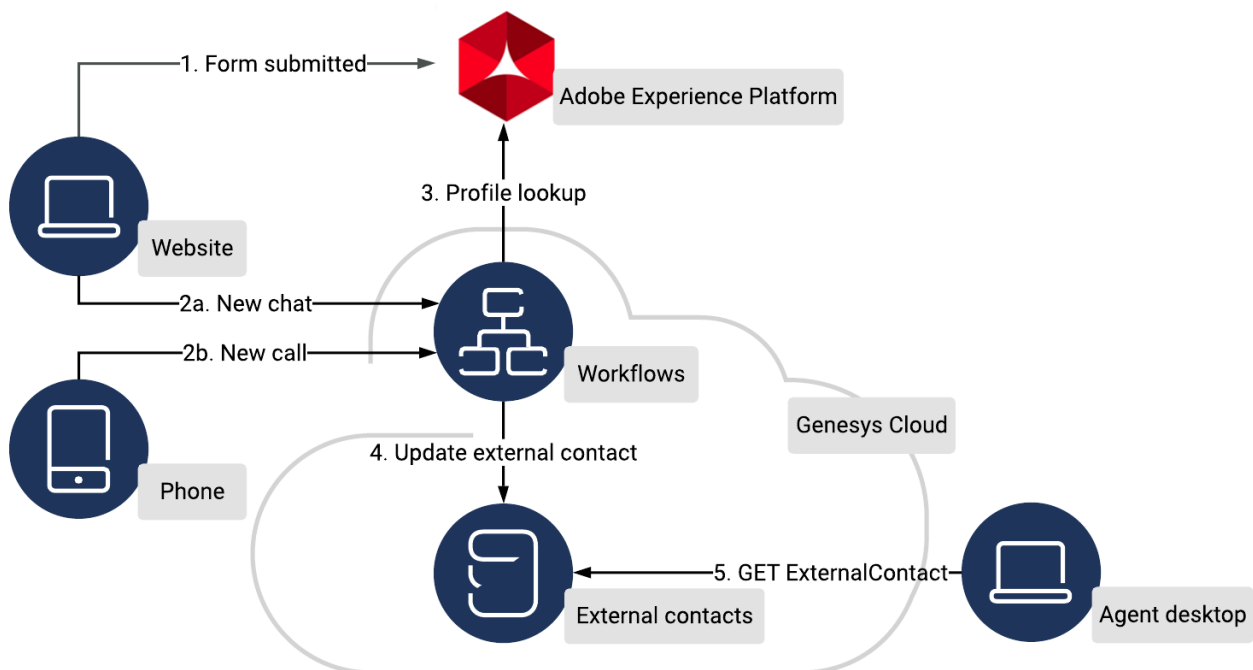 1. Form submitted
Adobe Experience Platform
3. Profile lookup
Website
2a. New chat
2b. New call
Workflows
Genesys Cloud
4. Update external contact
Phone
5. GET ExternalContact
External contacts
Agent desktop